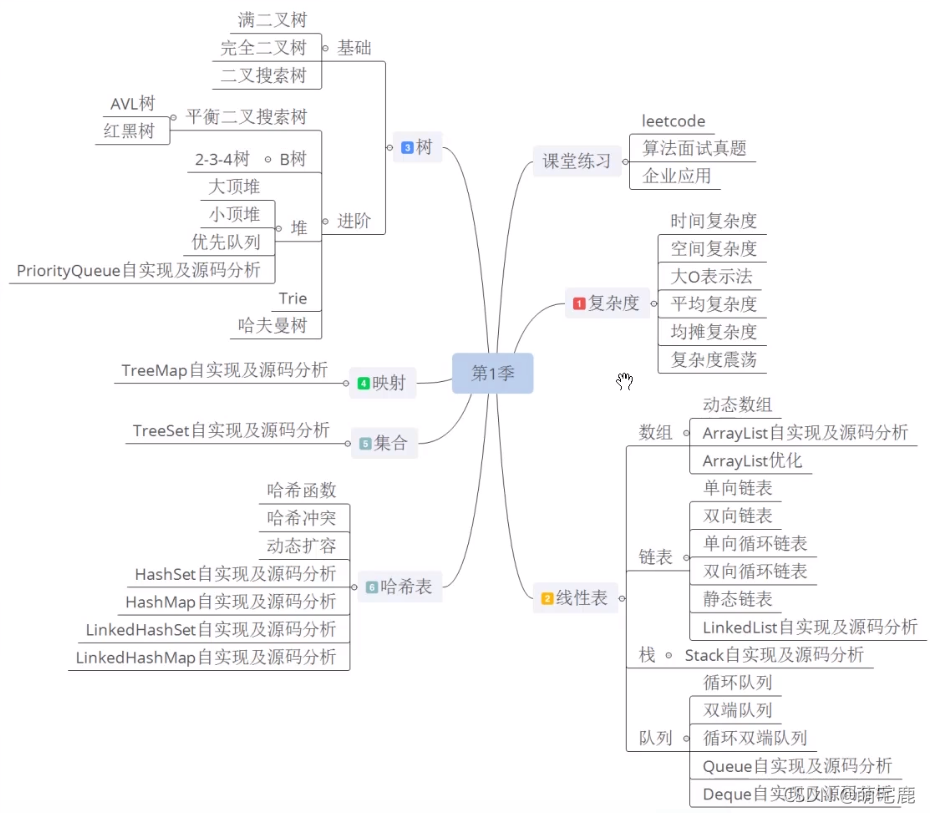 第1季
课堂练习
leetcode
算法面试真题
企业应用
1 复杂度
时间复杂度
空间复杂度
大O表示法
平均复杂度
均摊复杂度
复杂度震荡
2 线性表
数组
动态数组
ArrayList自实现及源码分析
ArrayList优化
链表
单向链表
双向链表
单向循环链表
双向循环链表
静态链表
LinkedList自实现及源码分析
栈
Stack自实现及源码分析
队列
循环队列
双端队列
循环双端队列
Queue自实现及源码分析
Deque自实现及源码分析
3 树
基础
满二叉树
完全二叉树
二叉搜索树
进阶
平衡二叉搜索树
AVL树
红黑树
B树
2-3-4树
堆
大顶堆
小顶堆
优先队列
PriorityQueue自实现及源码分析
Trie
哈夫曼树
4 映射
TreeMap自实现及源码分析
5 集合
TreeSet自实现及源码分析
6 哈希表
哈希函数
哈希冲突
动态扩容
HashSet自实现及源码分析
HashMap自实现及源码分析
LinkedHashSet自实现及源码分析
LinkedHashMap自实现及源码分析
CSDN @萌宅鹿